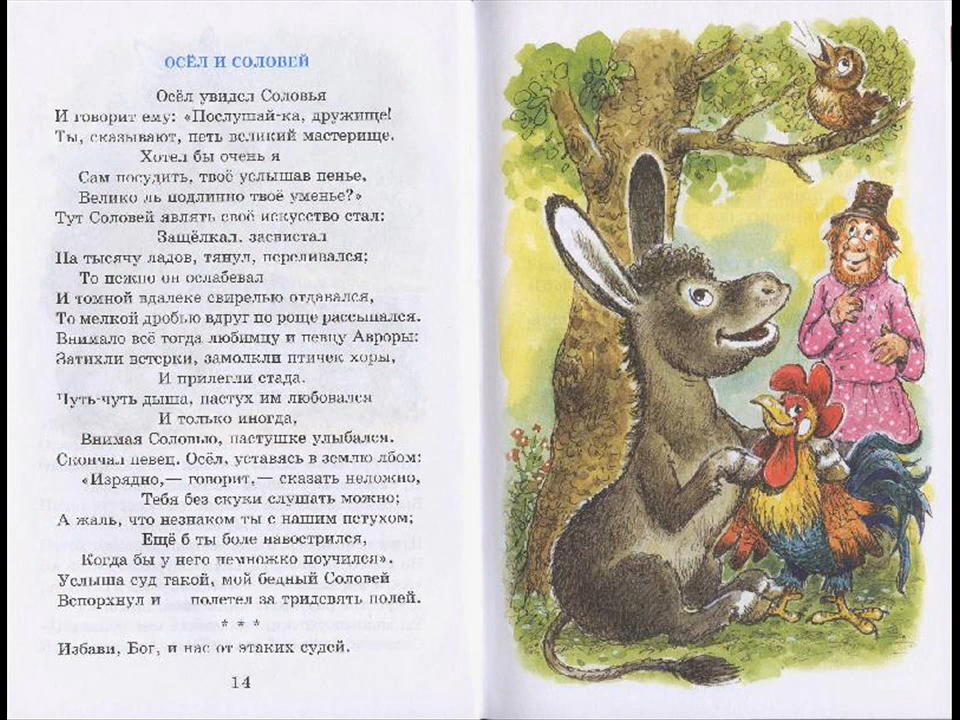 ОСЁЛ И СОЛОВЕЙ
Осёл увидел Соловья
И говорит ему: «Послушай-ка, дружище!
Ты, сказывают, петь великий мастерище.
Хотел бы очень я
Сам посудить, твоё услышав пенье,
Велико ль подлинно твоё уменье?»
Тут Соловей являть своё искусство стал:
Защёлкал, засвистал
На тысячу ладов, тянул, переливался;
То нежно он ослабевал
И томной вдалеке свирелью отдавался,
То мелкой дробью вдруг по роще рассыпался.
Внимало всё тогда любимцу и певцу Авроры:
Затихли ветерки, замолкли птичек хоры,
И прилегли стада.
Чуть-чуть дыша, пастух им любовался
И только иногда,
Внимая Соловью, пастушке улыбался.
Скончал певец. Осёл, уставясь в землю лбом:
«Изрядно,— говорит,— сказать неложно,
Тебя без скуки слушать можно;
А жаль, что незнаком ты с нашим петухом;
Ещё б ты боле навострился,
Когда бы у него немножко поучился».
Услыша суд такой, мой бедный Соловей
Вспорхнул и — полетел за тридевять полей.
* * *
Избави, Бог, и нас от этаких судей.
14